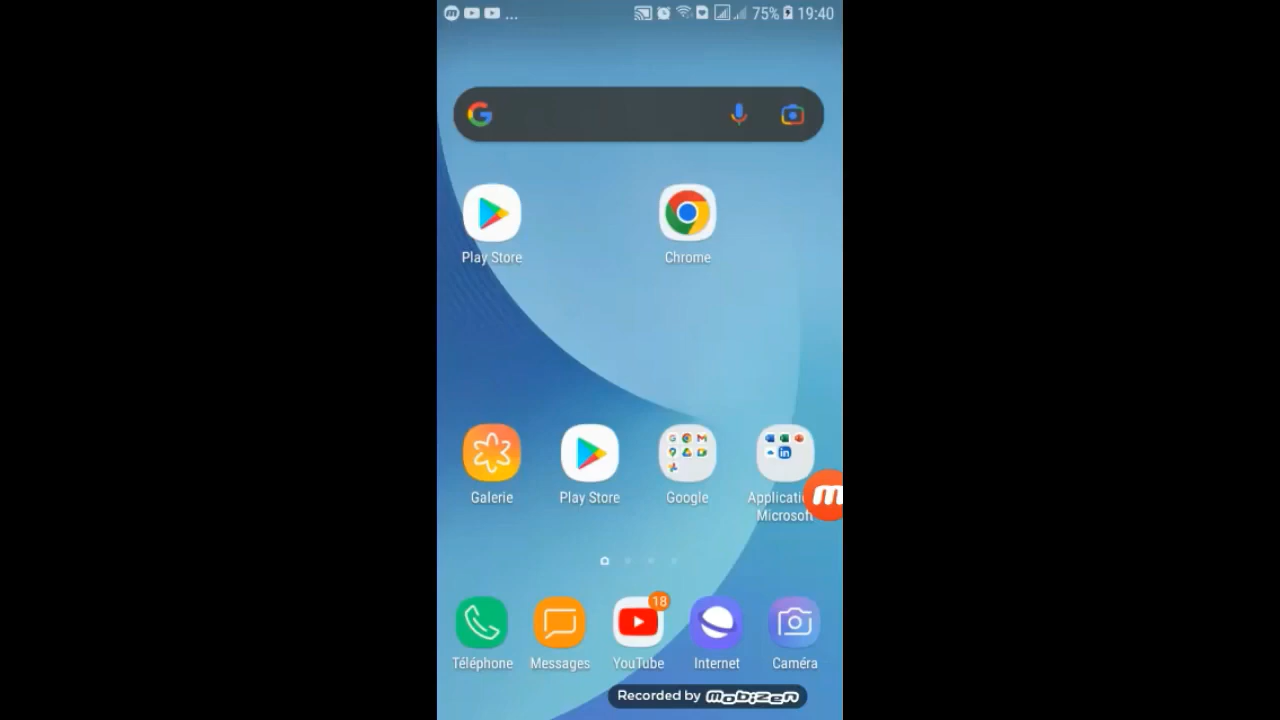 ... 75% 19:40
Play Store
Chrome
Galerie
Play Store
Google
Applicati
Microsoft
18
Téléphone
Messages
YouTube
Internet
Caméra
Recorded by mobizen